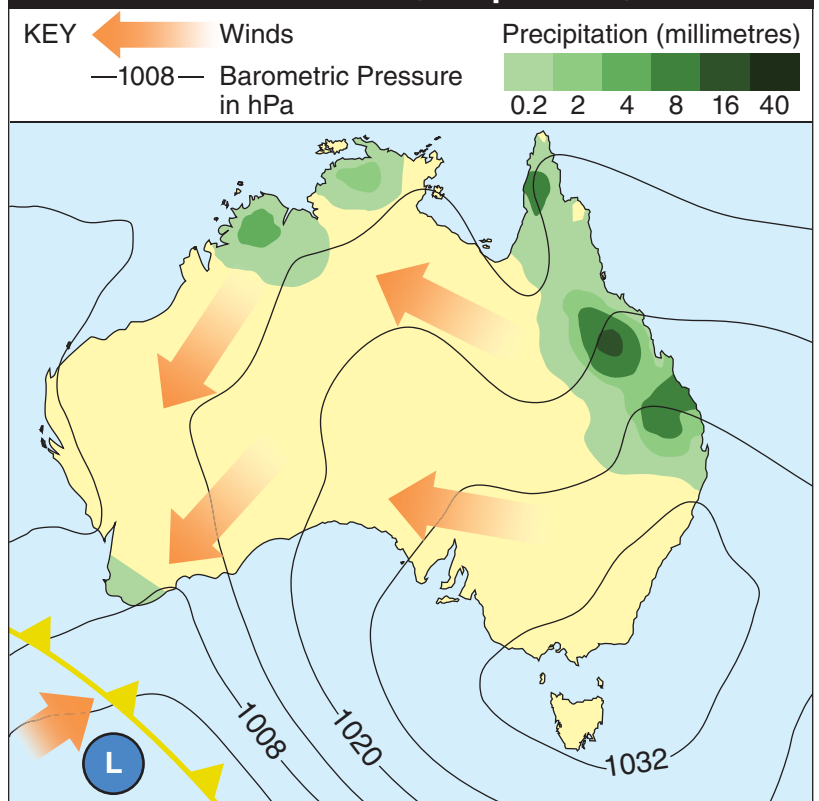 KEY Winds
1008 Barometric Pressure
in hPa
Precipitation (millimetres)
0.2 2 4 8 16 40
1008
1020
1032
L